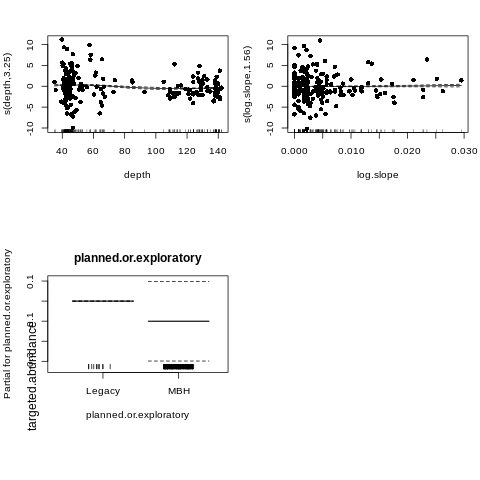 s(depth,3.25)
10
5
0
-5
-10
40 60 80 100 120 140
depth
s(log.slope,1.56)
10
5
0
-5
-10
0.000 0.010 0.020 0.030
log.slope
planned.or.exploratory
Partial for planned.or.exploratory
targeted.abundance
0.1
Legacy MBH
planned.or.exploratory